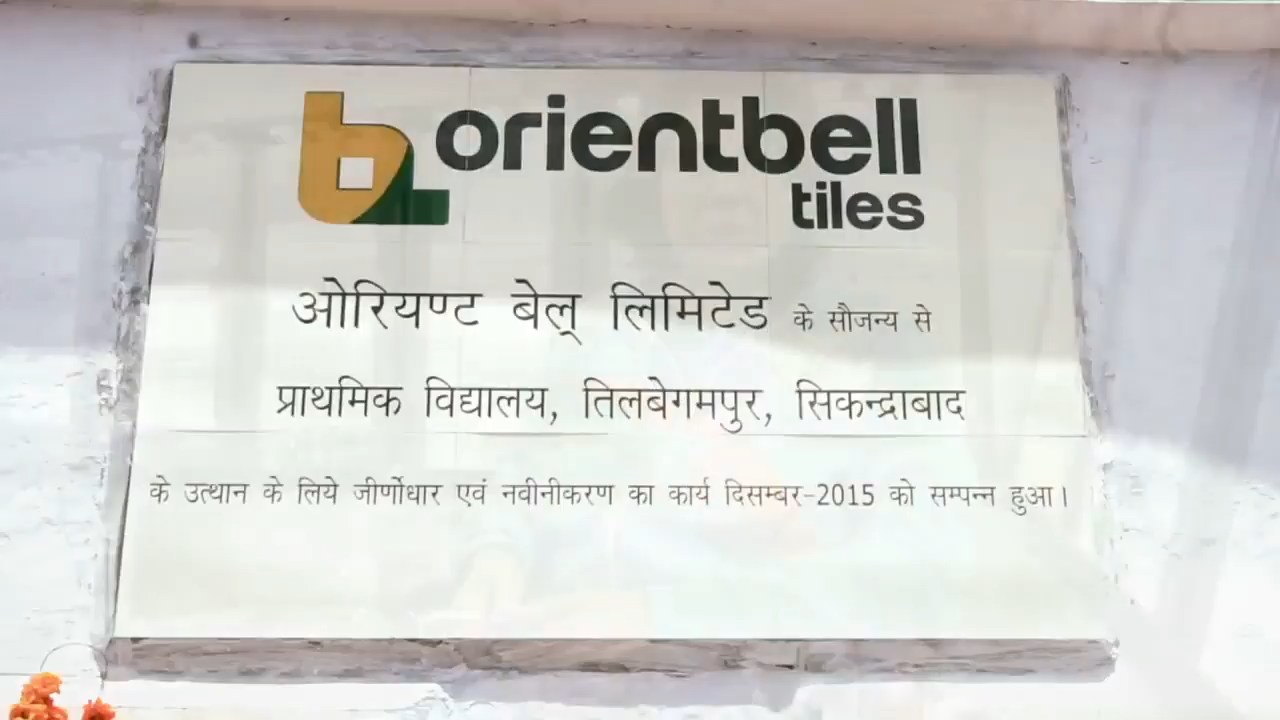 orientbell
tiles
ओरियण्ट बेल् लिमिटेड के सौजन्य से
प्राथमिक विद्यालय, तिलबेगमपुर, सिकन्द्राबाद
के उत्थान के लिये जीर्णोधार एवं नवीनीकरण का कार्य दिसम्बर-2015 को सम्पन्न हुआ।